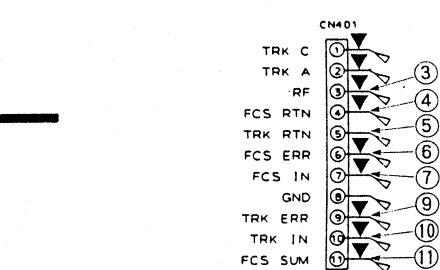 CN401
TRK C 1
TRK A 2 3
RF 3 4
FCS RTN 4
TRK RTN 5 5
FCS ERR 6 6
FCS IN 7 7
GND 8
TRK ERR 9 9
TRK IN 10 10
FCS SUM 11 11